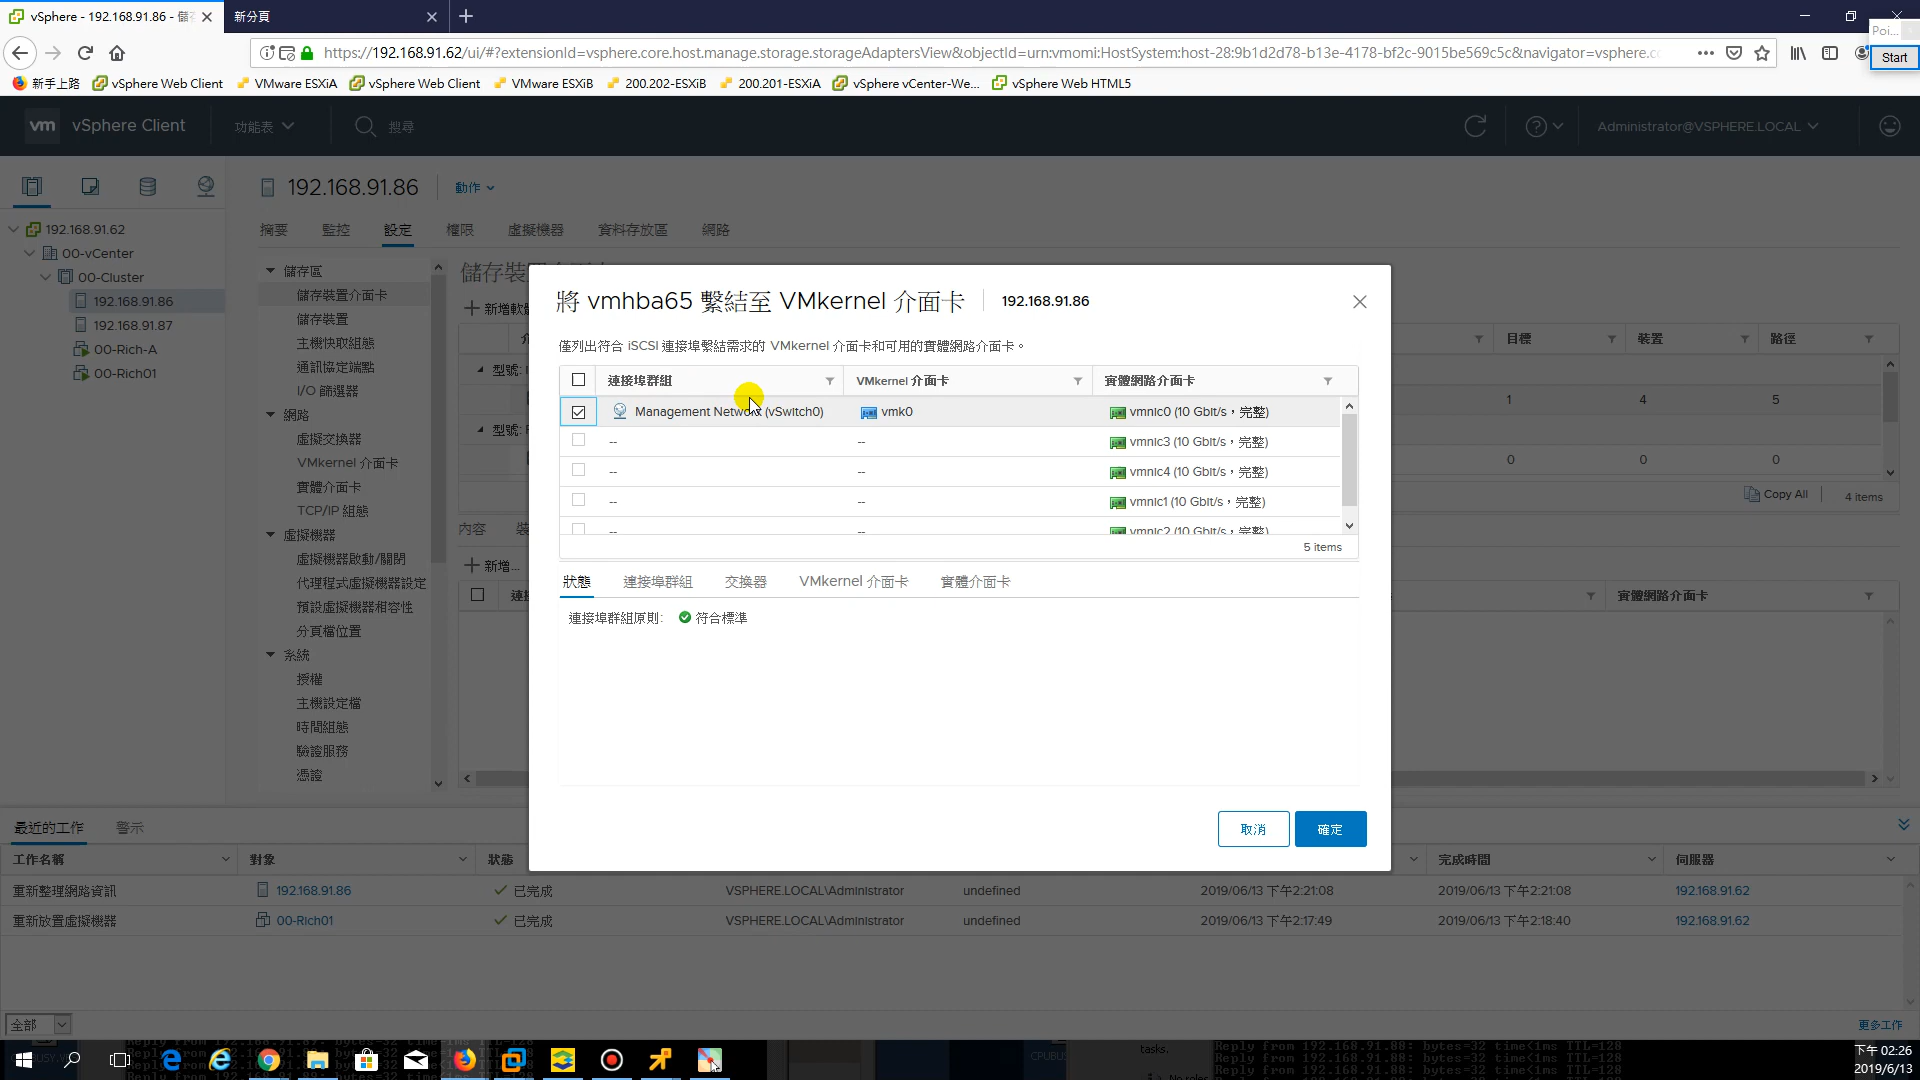 vSphere - 192.168.91.86 - 儲存
新分頁
Poi...
https://192.168.91.62/ui/#?extensionId=vsphere.core.host.manage.storage.storageAdaptersView&objectId=urn:vmomi:HostSystem:host-28:9b1d2d78-b13e-4178-bf2c-9015be569c5c&navigator=vsphere.co
Start
新手上路 vSphere Web Client VMware ESXiA vSphere Web Client VMware ESXiB 200.202-ESXiB 200.201-ESXiA vSphere vCenter-We... vSphere Web HTML5
vm vSphere Client 功能表 搜尋 Administrator@VSPHERE.LOCAL
192.168.91.86 動作
摘要 監控 設定 權限 虛擬機器 資料存放區 網路
192.168.91.62
00-vCenter
00-Cluster
192.168.91.86
192.168.91.87
00-Rich-A
00-Rich01
儲存區
儲存裝置介面卡
儲存裝置
主機快取組態
通訊協定端點
I/O 篩選器
網路
虛擬交換器
VMkernel 介面卡
實體介面卡
TCP/IP 組態
虛擬機器
虛擬機器啟動/關閉
代理程式虛擬機器設定
預設虛擬機器相容性
分頁檔位置
系統
授權
主機設定檔
時間組態
驗證服務
憑證
儲存裝置
新增軟
目標 裝置 路徑
型號:
1 4 5
型號:
0 0 0
Copy All 4 items
內容 裝
新增...
實體網路介面卡
將 vmhba65 繫結至 VMkernel 介面卡 192.168.91.86
僅列出符合 iSCSI 連接埠繫結需求的 VMkernel 介面卡和可用的實體網路介面卡。
連接埠群組 VMkernel 介面卡 實體網路介面卡
Management Network (vSwitch0) vmk0 vmnic0 (10 Gbit/s，完整)
-- -- vmnic3 (10 Gbit/s，完整)
-- -- vmnic4 (10 Gbit/s，完整)
-- -- vmnic1 (10 Gbit/s，完整)
-- -- vmnic2 (10 Gbit/s，完整)
5 items
狀態 連接埠群組 交換器 VMkernel 介面卡 實體介面卡
連接埠群組原則: 符合標準
取消 確定
最近的工作 警示
工作名稱 對象 狀態 完成時間 伺服器
重新整理網路資訊 192.168.91.86 已完成 VSPHERE.LOCAL\Administrator undefined 2019/06/13 下午2:21:08 2019/06/13 下午2:21:08 192.168.91.62
重新放置虛擬機器 00-Rich01 已完成 VSPHERE.LOCAL\Administrator undefined 2019/06/13 下午2:17:49 2019/06/13 下午2:18:40 192.168.91.62
全部 更多工作
tasks.
Reply from 192.168.91.88: bytes=32 time<1ms TTL=128
下午 02:26
2019/6/13